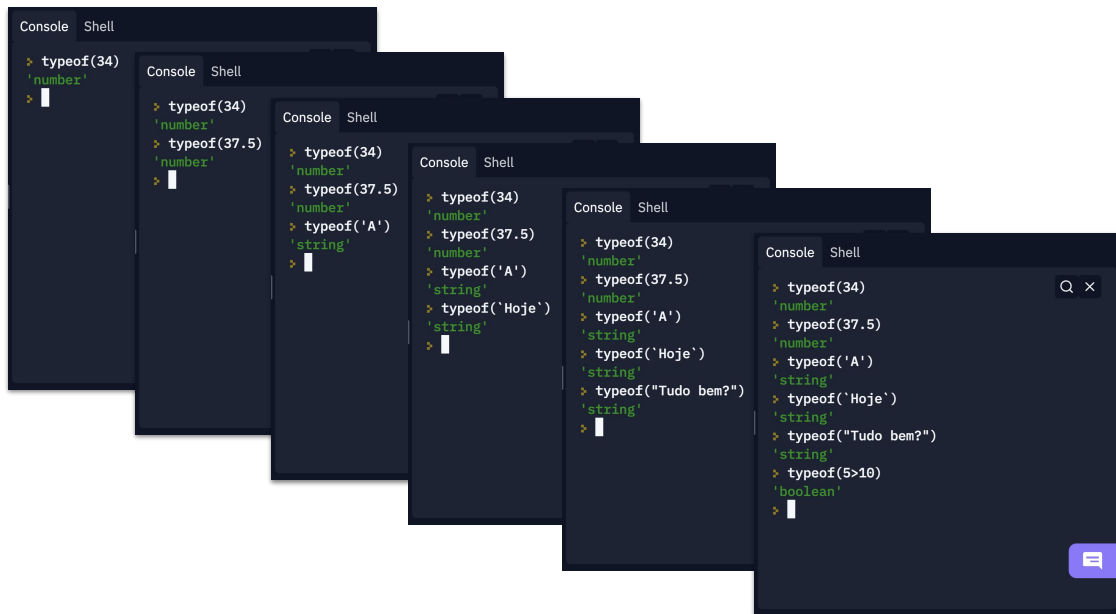 Console Shell
typeof(34)
'number'
Console Shell
typeof(34)
'number'
typeof(37.5)
'number'
Console Shell
typeof(34)
'number'
typeof(37.5)
'number'
typeof('A')
'string'
Console Shell
typeof(34)
'number'
typeof(37.5)
'number'
typeof('A')
'string'
typeof(`Hoje`)
'string'
Console Shell
typeof(34)
'number'
typeof(37.5)
'number'
typeof('A')
'string'
typeof(`Hoje`)
'string'
typeof("Tudo bem?")
'string'
Console Shell
typeof(34)
'number'
typeof(37.5)
'number'
typeof('A')
'string'
typeof(`Hoje`)
'string'
typeof("Tudo bem?")
'string'
typeof(5>10)
'boolean'